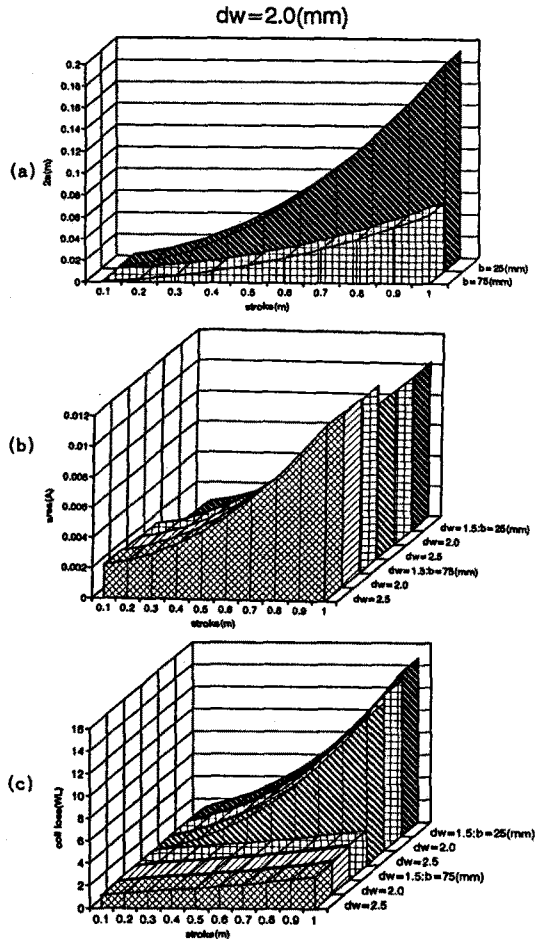 dw=2.0(mm)
(a)
2a(m)
0.2
0.18
0.16
0.14
0.12
0.1
0.08
0.06
0.04
0.02
0
0.1 0.2 0.3 0.4 0.5 0.6 0.7 0.8 0.9 1
stroke(m)
b=25(mm)
b=75(mm)
(b)
area(A)
0.012
0.01
0.008
0.006
0.004
0.002
0
0.1 0.2 0.3 0.4 0.5 0.6 0.7 0.8 0.9 1
stroke(m)
dw=1.5:b=25(mm)
dw=2.0
dw=2.5
dw=1.5:b=75(mm)
dw=2.0
dw=2.5
(c)
coil loss(WL)
16
14
12
10
8
6
4
2
0
0.1 0.2 0.3 0.4 0.5 0.6 0.7 0.8 0.9 1
stroke(m)
dw=1.5:b=25(mm)
dw=2.0
dw=2.5
dw=1.5:b=75(mm)
dw=2.0
dw=2.5